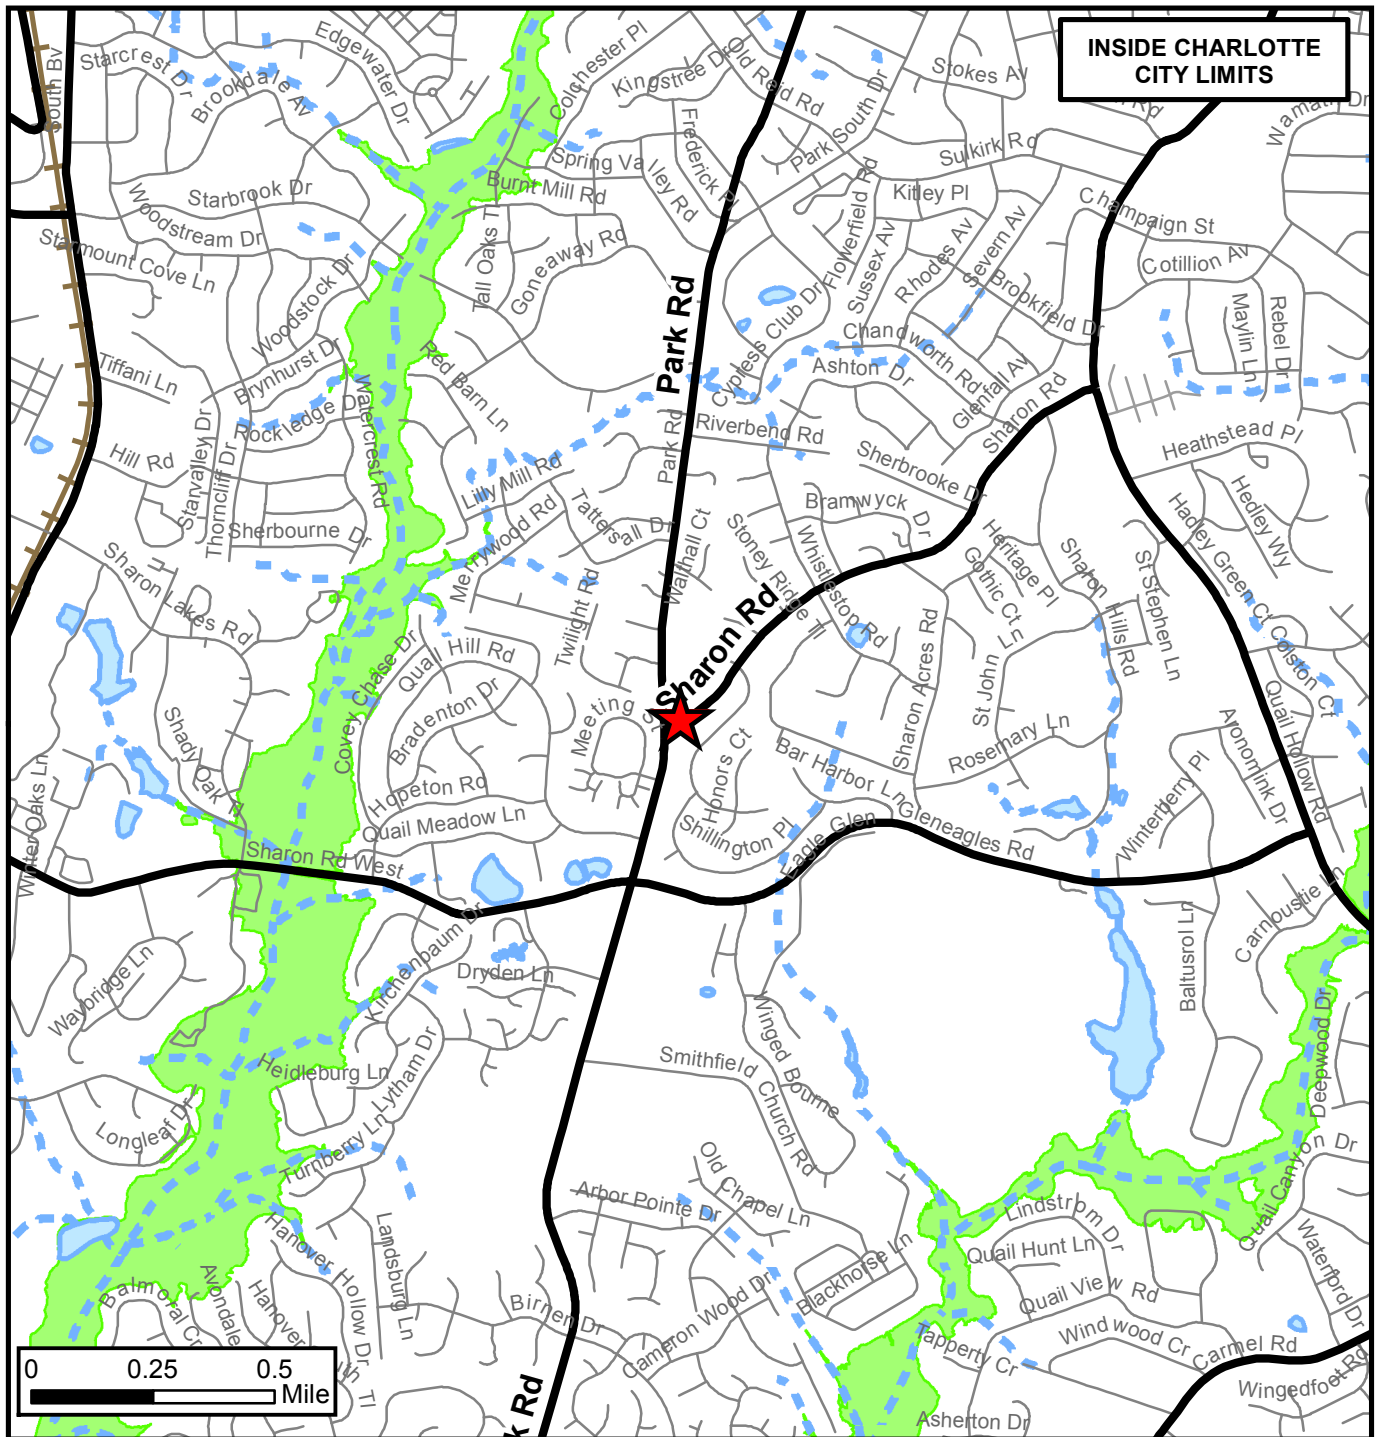 INSIDE CHARLOTTE
CITY LIMITS
South Bv
Starcrest Dr
Brookdale Av
Edgewater Dr
Colchester Pl
Kingstree Dr
Old Reid Rd
Park South Dr
Stokes Av
Rd
Wamath Dr
Spring Valley Rd
Frederick Pl
Sulkirk Rd
Burnt Mill Rd
Starbrook Dr
Woodstream Dr
Kitley Pl
Champaign St
Flowerfield Rd
Sussex Av
Rhodes Av
Severn Av
Starmount Cove Ln
Tall Oaks Tl
Goneaway Rd
Cotillion Av
Woodstock Dr
Park Rd
Cypress Club Dr
Brookfield Dr
Maylin Ln
Rebel Dr
Chandworth Rd
Tiffani Ln
Brynhurst Dr
Red Barn Ln
Ashton Dr
Glenfall Av
Sharon Rd
Rockledge Dr
Watercrest Rd
Park Rd
Riverbend Rd
Hill Rd
Starvalley Dr
Thorncliff Dr
Sherbrooke Dr
Heathstead Pl
Lilly Mill Rd
Bramwyck Dr
Hedley Wy
Sherbourne Dr
Merrywood Rd
Tattersall Dr
Walthall Ct
Stoney Ridge Tl
Whistlestop Rd
Heritage Pl
Gothic Ct
Hadley Green Ct
Sharon Hills Rd
St Stephen Ln
Sharon Lakes Rd
Twilight Rd
Sharon Rd
Sharon Acres Rd
St John Ln
Colston Ct
Quail Hill Rd
Covey Chase Dr
Bradenton Dr
Meeting St
Rosemary Ln
Quail Hollow Rd
Aronomink Dr
Shady Oak Tl
Honors Ct
Bar Harbor Ln
Winterberry Pl
Winter Oaks Ln
Hopeton Rd
Quail Meadow Ln
Shillington Pl
Eagle Glen
Gleneagles Rd
Sharon Rd West
Carnoustie Ln
Baltusrol Ln
Kirchenbaum Dr
Dryden Ln
Waybridge Ln
Winged Bourne
Deepwood Dr
Smithfield Church Rd
Heidleburg Ln
Lytham Dr
Longleaf Dr
Turnberry Ln
Old Chapel Ln
Arbor Pointe Dr
Quail Canyon Dr
Lindstrom Dr
Quail Hunt Ln
Blackhorse Ln
Waterford Dr
Hanover Hollow Dr
Landsburg Ln
Balmoral Cr
Avondale
Hanover South Tl
Birnen Dr
Cameron Wood Dr
Quail View Rd
Windwood Cr
Carmel Rd
Tapperty Cr
Wingedfoot Rd
Asherton Dr
k Rd
0 0.25 0.5
Mile